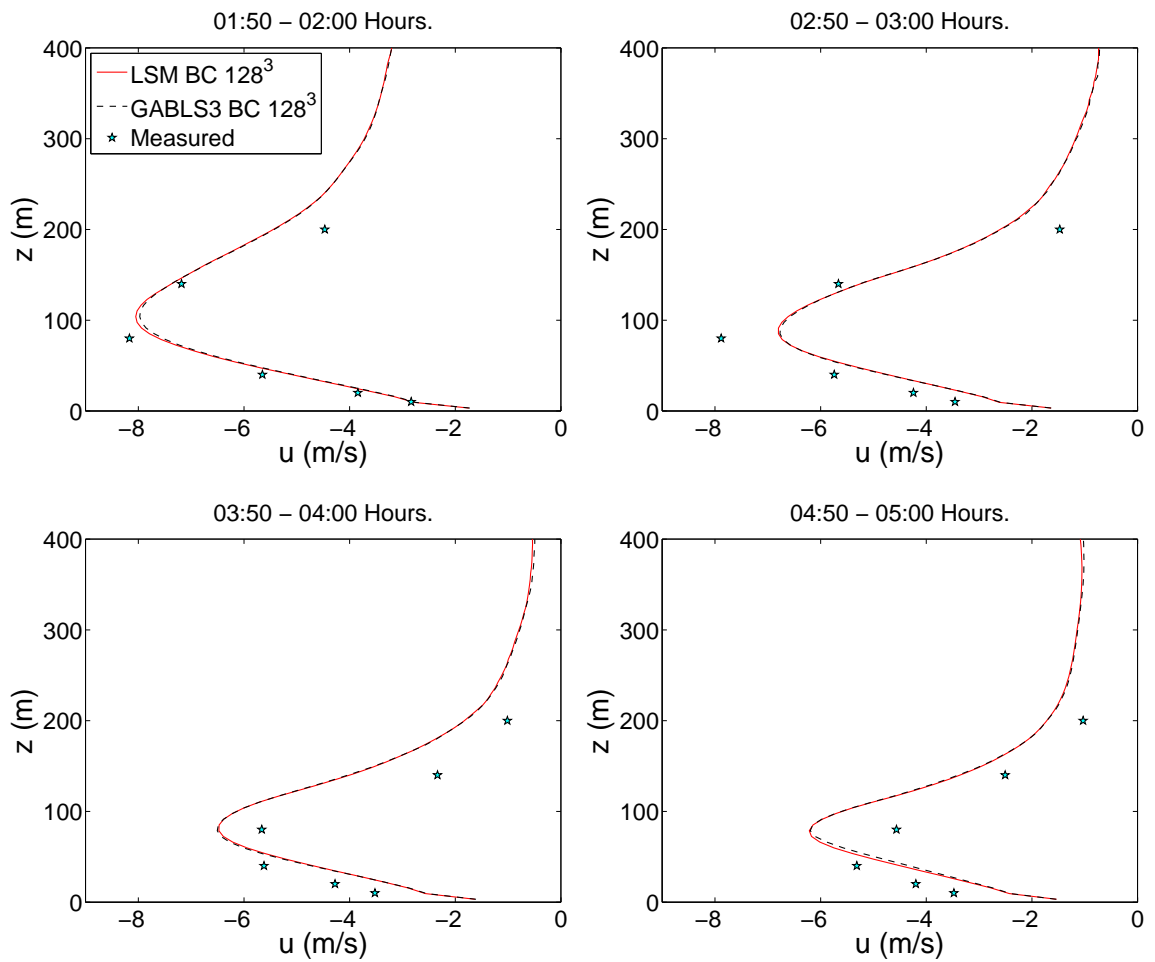 01:50 − 02:00 Hours.
400
300
200
100
0
z (m)
LSM BC 128³
GABLS3 BC 128³
Measured
−8 −6 −4 −2 0
u (m/s)
02:50 − 03:00 Hours.
400
300
200
100
0
z (m)
−8 −6 −4 −2 0
u (m/s)
03:50 − 04:00 Hours.
400
300
200
100
0
z (m)
−8 −6 −4 −2 0
u (m/s)
04:50 − 05:00 Hours.
400
300
200
100
0
z (m)
−8 −6 −4 −2 0
u (m/s)